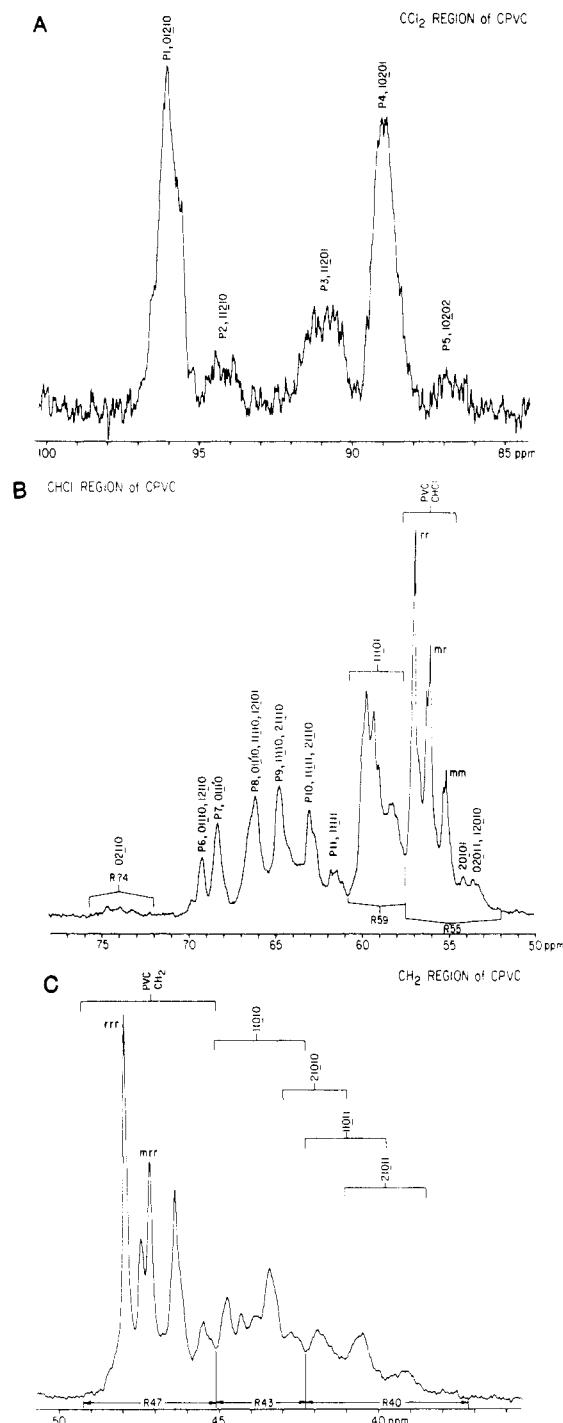 A
CCl₂ REGION of CPVC
P1, 01210
P4, 10201
P2, 11210
P3, 11201
P5, 10202
100
95
90
85 ppm
B
CHCl REGION of CPVC
PVC CHCl
rr
11101
mr
P8, 01110, 11110, 12101
P9, 11110, 21110
P10, 11111, 21110
P6, 01110, 12110
P7, 01110
mm
P11, 11111
20101
02011, 12010
02110
R74
R59
R55
75
70
65
60
55
50 ppm
C
CH₂ REGION of CPVC
PVC CH₂
rrr
11010
21010
11011
mrr
21011
R47
R43
R40
50
45
40 ppm